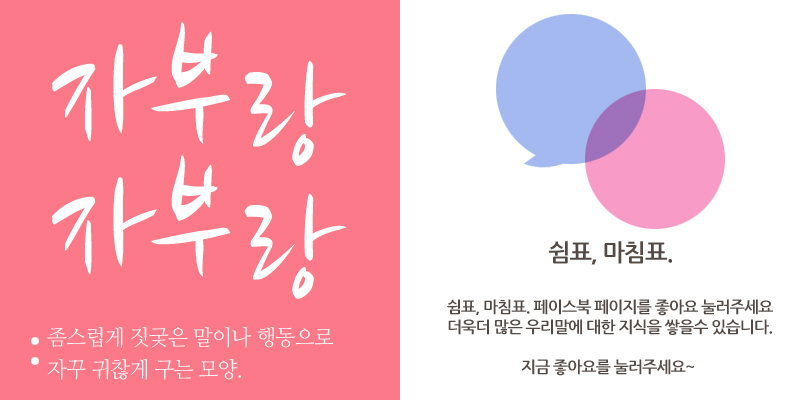 자부랑
자부랑
: 좀스럽게 짓궂은 말이나 행동으로
자꾸 귀찮게 구는 모양.
쉼표, 마침표.
쉼표, 마침표. 페이스북 페이지를 좋아요 눌러주세요
더욱더 많은 우리말에 대한 지식을 쌓을수 있습니다.
지금 좋아요를 눌러주세요~